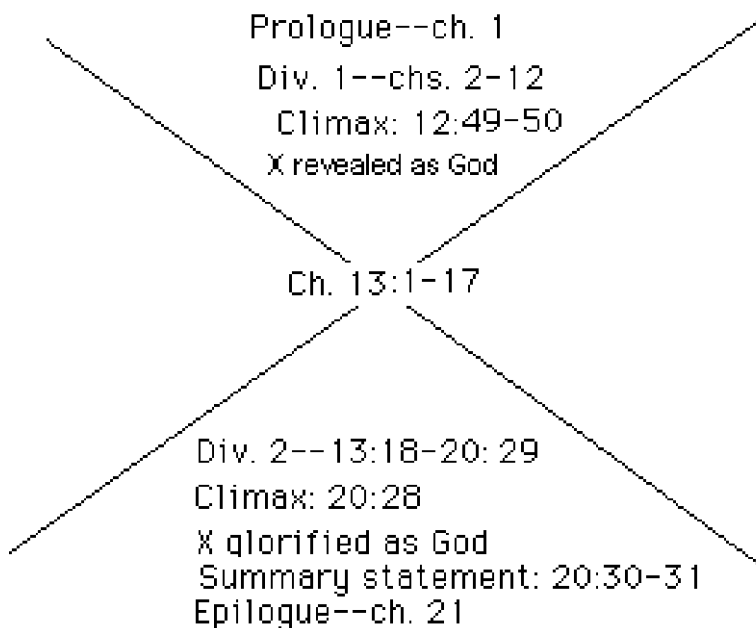 Prologue--ch. 1
Div. 1--chs. 2-12
Climax: 12:49-50
X revealed as God
Ch. 13:1-17
Div. 2--13:18-20: 29
Climax: 20:28
X glorified as God
Summary statement: 20:30-31
Epilogue--ch. 21